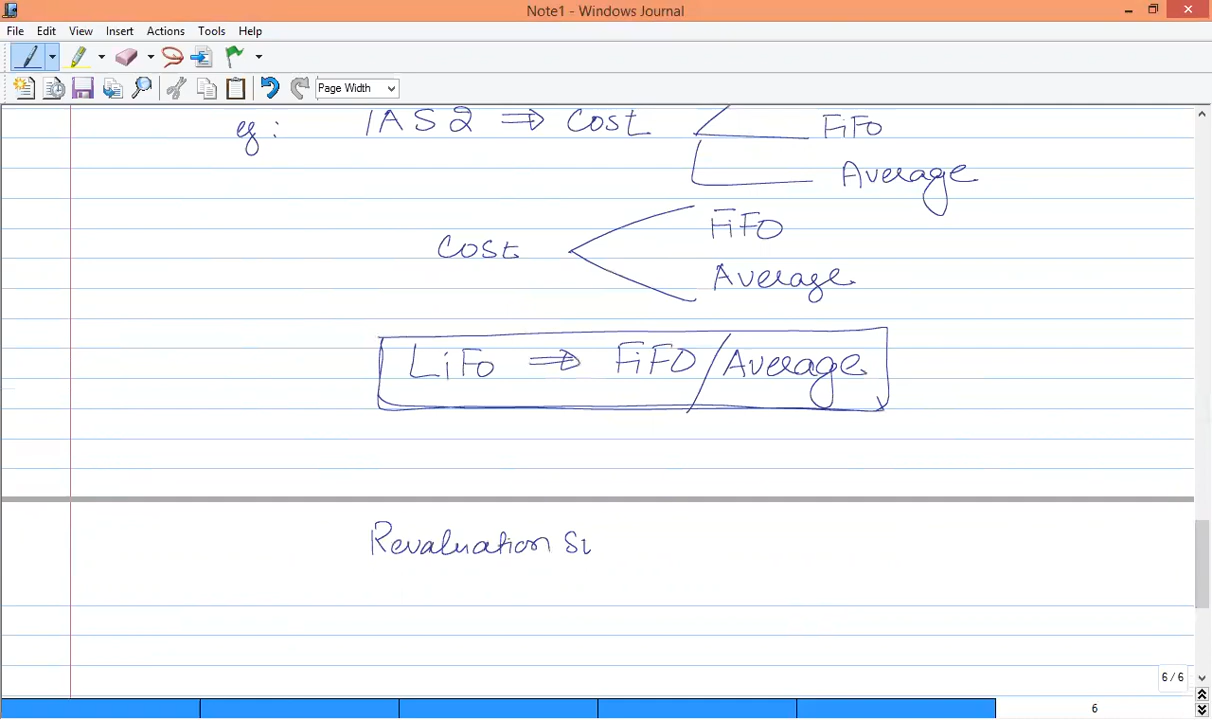 Note1 - Windows Journal
File Edit View Insert Actions Tools Help
Page Width
eg : IAS 2 ⇒ Cost FiFo
Average
Cost FiFO
Average
LiFo ⇒ FiFO/Average
Revaluation Su
6 / 6
6